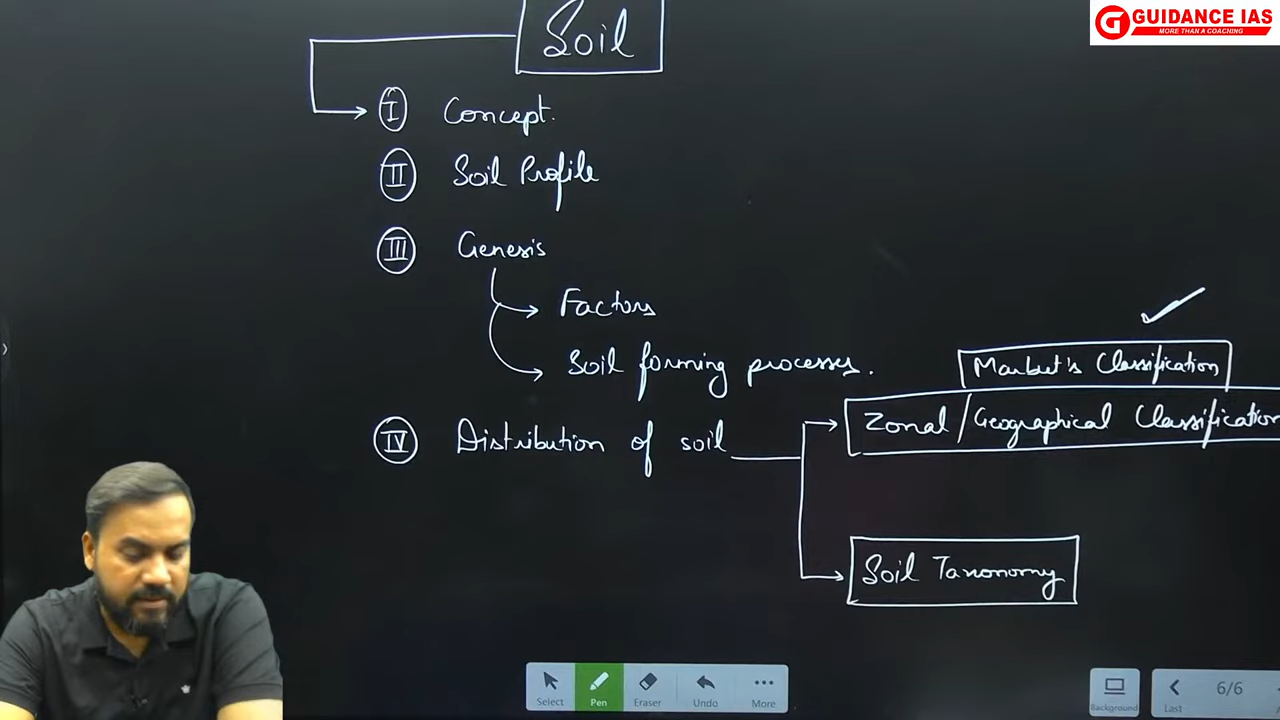 GUIDANCE IAS
MORE THAN A COACHING
Soil
I Concept.
II Soil Profile
III Genesis
Factors
Soil forming processes.
Marbut's Classification
IV Distribution of soil
Zonal/Geographical Classification
Soil Taxonomy
Select
Pen
Eraser
Undo
More
Background
Last
6/6